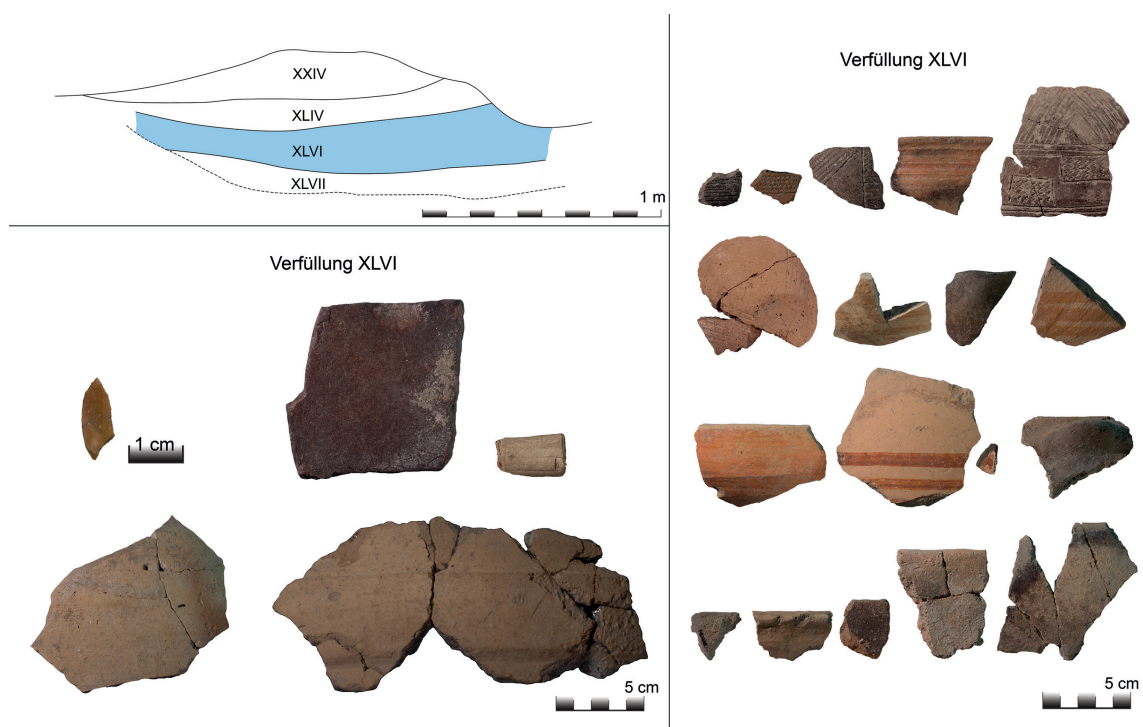 XXIV
XLIV
XLVI
XLVII
1 m
Verfüllung XLVI
1 cm
5 cm
Verfüllung XLVI
5 cm